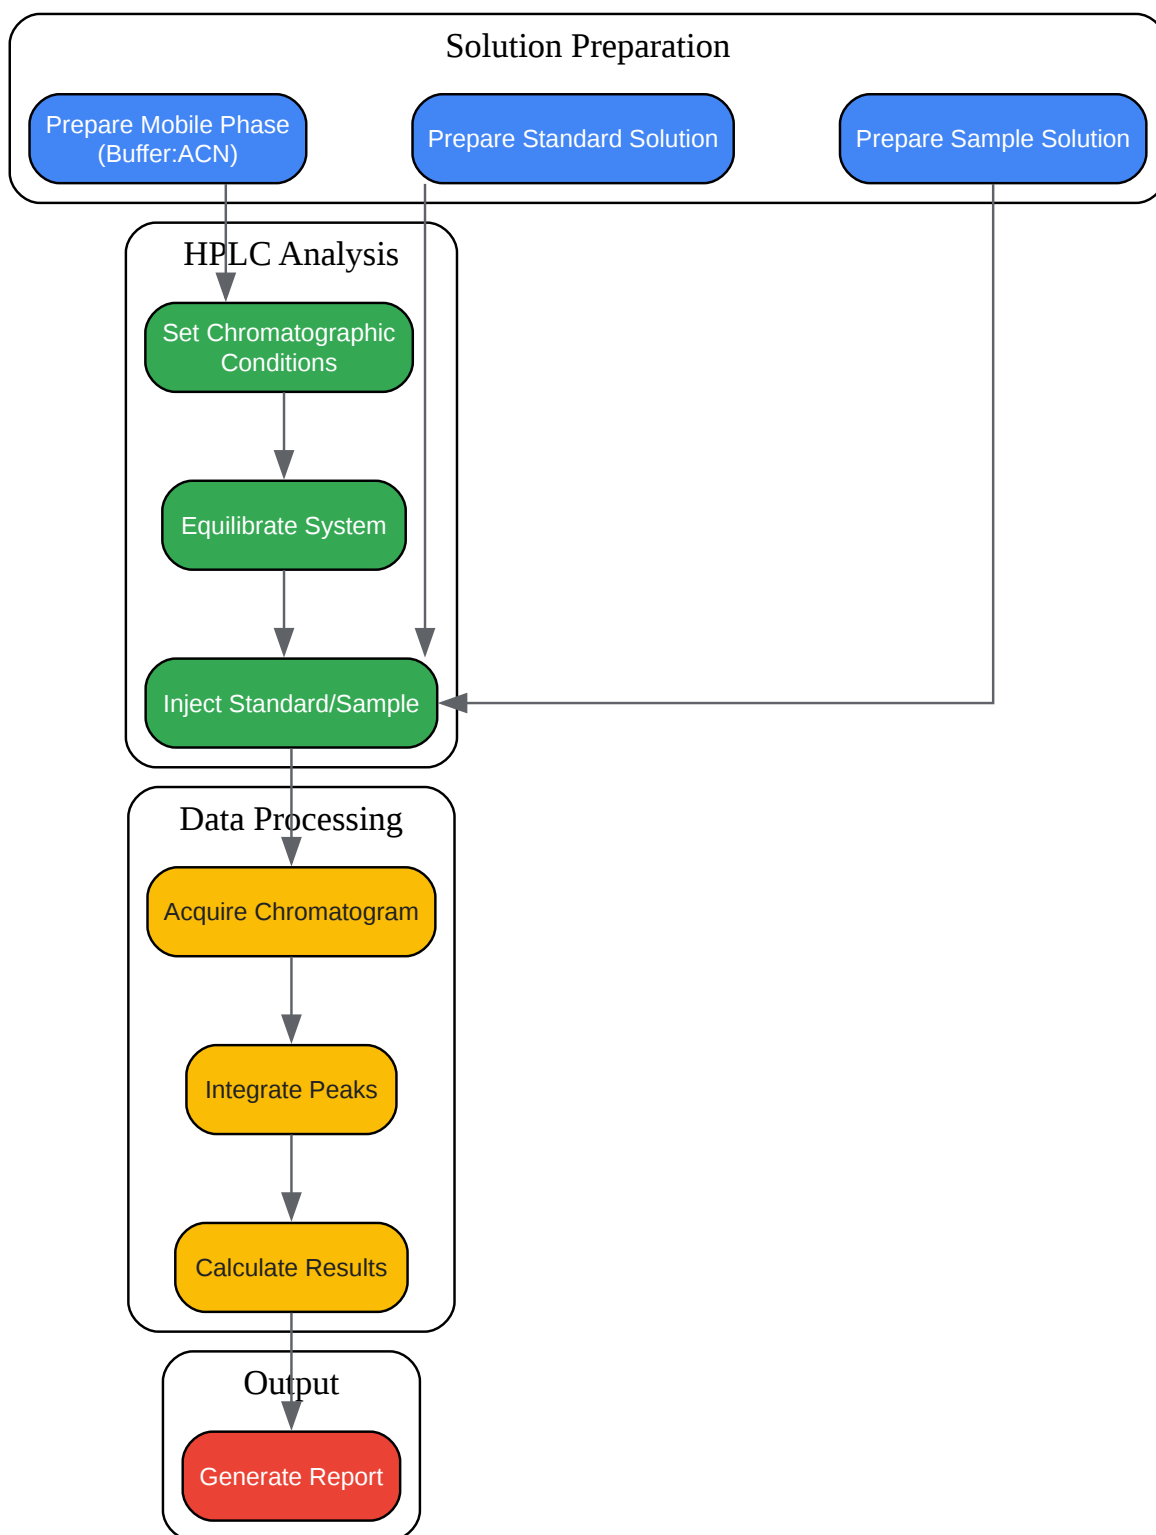 Solution Preparation
Prepare Mobile Phase
(Buffer:ACN)
Prepare Standard Solution
Prepare Sample Solution
HPLC Analysis
Set Chromatographic
Conditions
Equilibrate System
Inject Standard/Sample
Data Processing
Acquire Chromatogram
Integrate Peaks
Calculate Results
Output
Generate Report